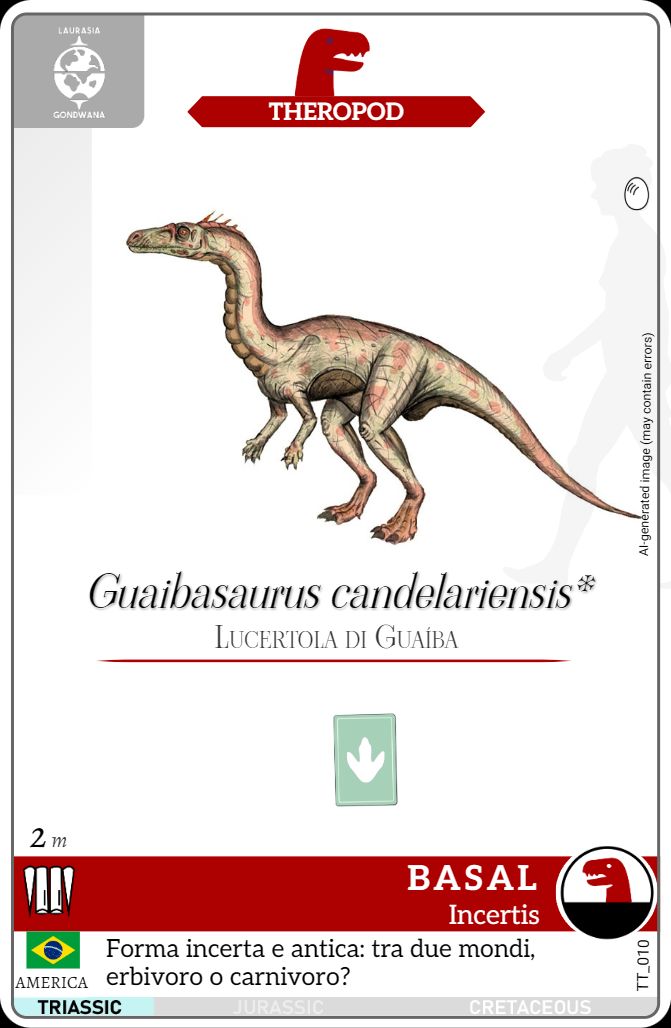 LAURASIA
GONDWANA
THEROPOD
AI-generated image (may contain errors)
Guaibasaurus candelariensis*
Lucertola di Guaíba
2 m
BASAL
Incertis
AMERICA
Forma incerta e antica: tra due mondi,
erbivoro o carnivoro?
TT_010
TRIASSIC
JURASSIC
CRETACEOUS